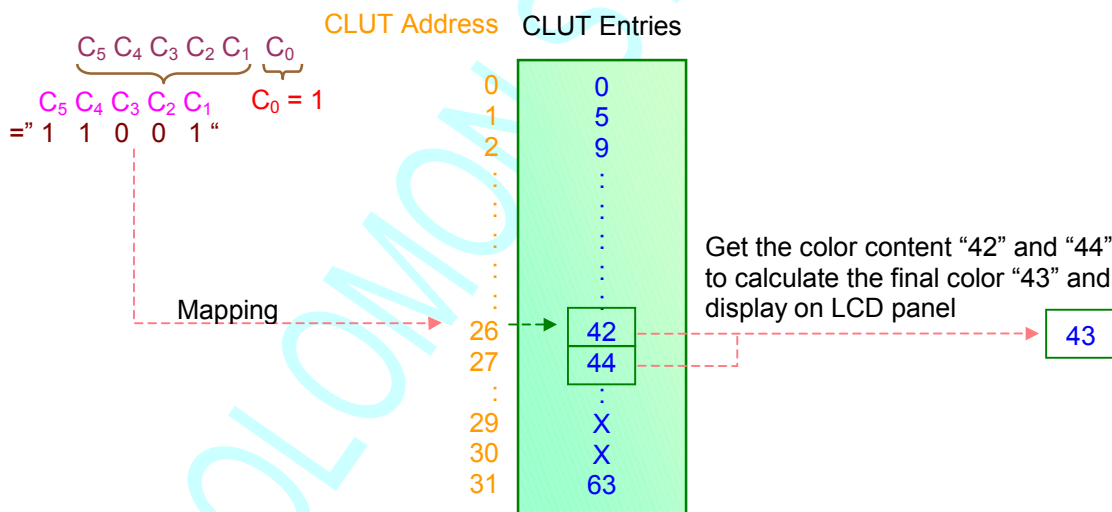 CLUT Address CLUT Entries
C₅ C₄ C₃ C₂ C₁ C₀
C₅ C₄ C₃ C₂ C₁ C₀ = 1
=” 1 1 0 0 1 “
0 0
1 5
2 9
: :
: :
: :
: :
: :
Mapping
26 42
27 44
: :
29 X
30 X
31 63
Get the color content “42” and “44”
to calculate the final color “43” and
display on LCD panel
43
OLOMON S